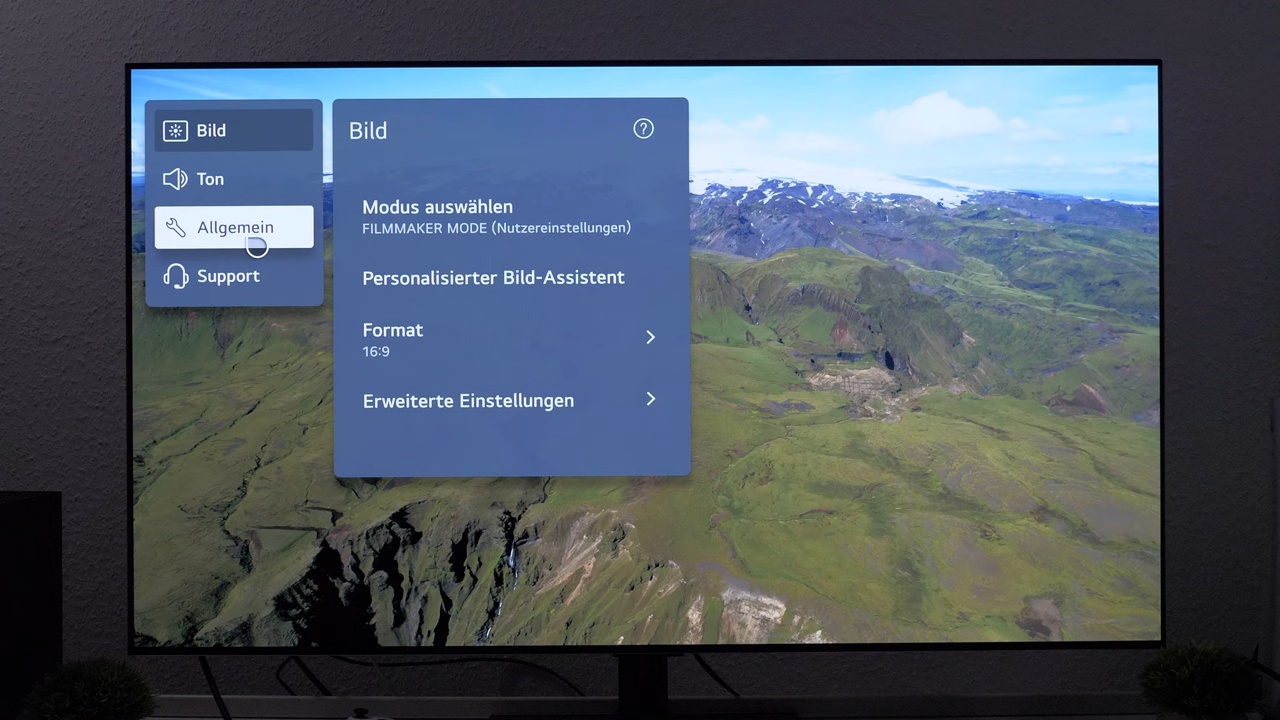 Bild
Ton
Allgemein
Support
Bild
Modus auswählen
FILMMAKER MODE (Nutzereinstellungen)
Personalisierter Bild-Assistent
Format
16:9
Erweiterte Einstellungen